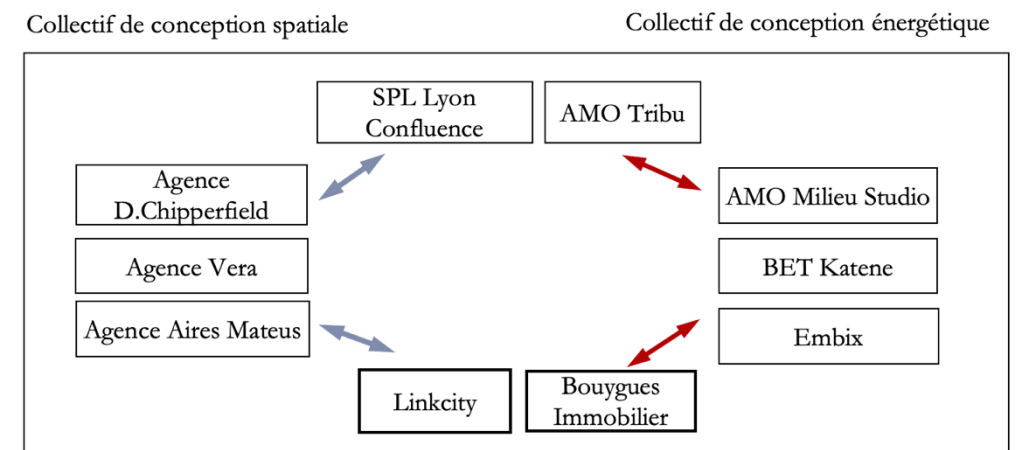 Collectif de conception spatiale
Collectif de conception énergétique
SPL Lyon
Confluence
AMO Tribu
Agence
D.Chipperfield
AMO Milieu Studio
Agence Vera
BET Katene
Agence Aires Mateus
Embix
Linkcity
Bouygues
Immobilier